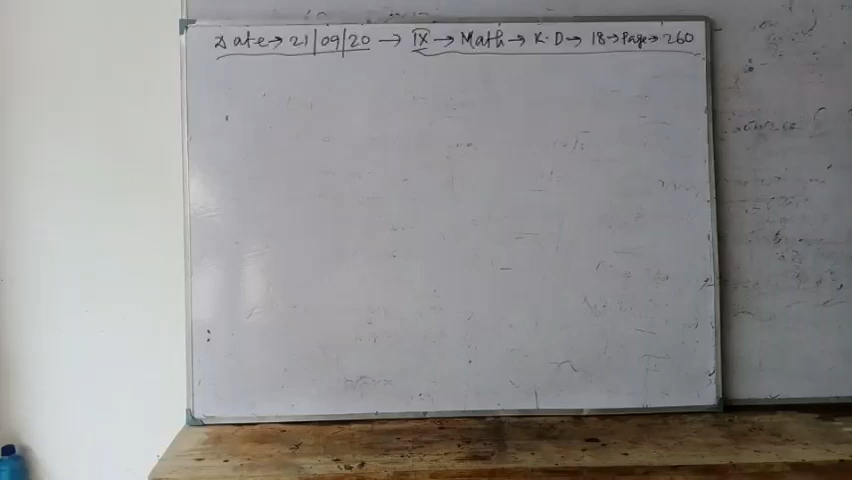 Date→ 21/09/20 → IX → Math → K.D → 18 → Page → 260